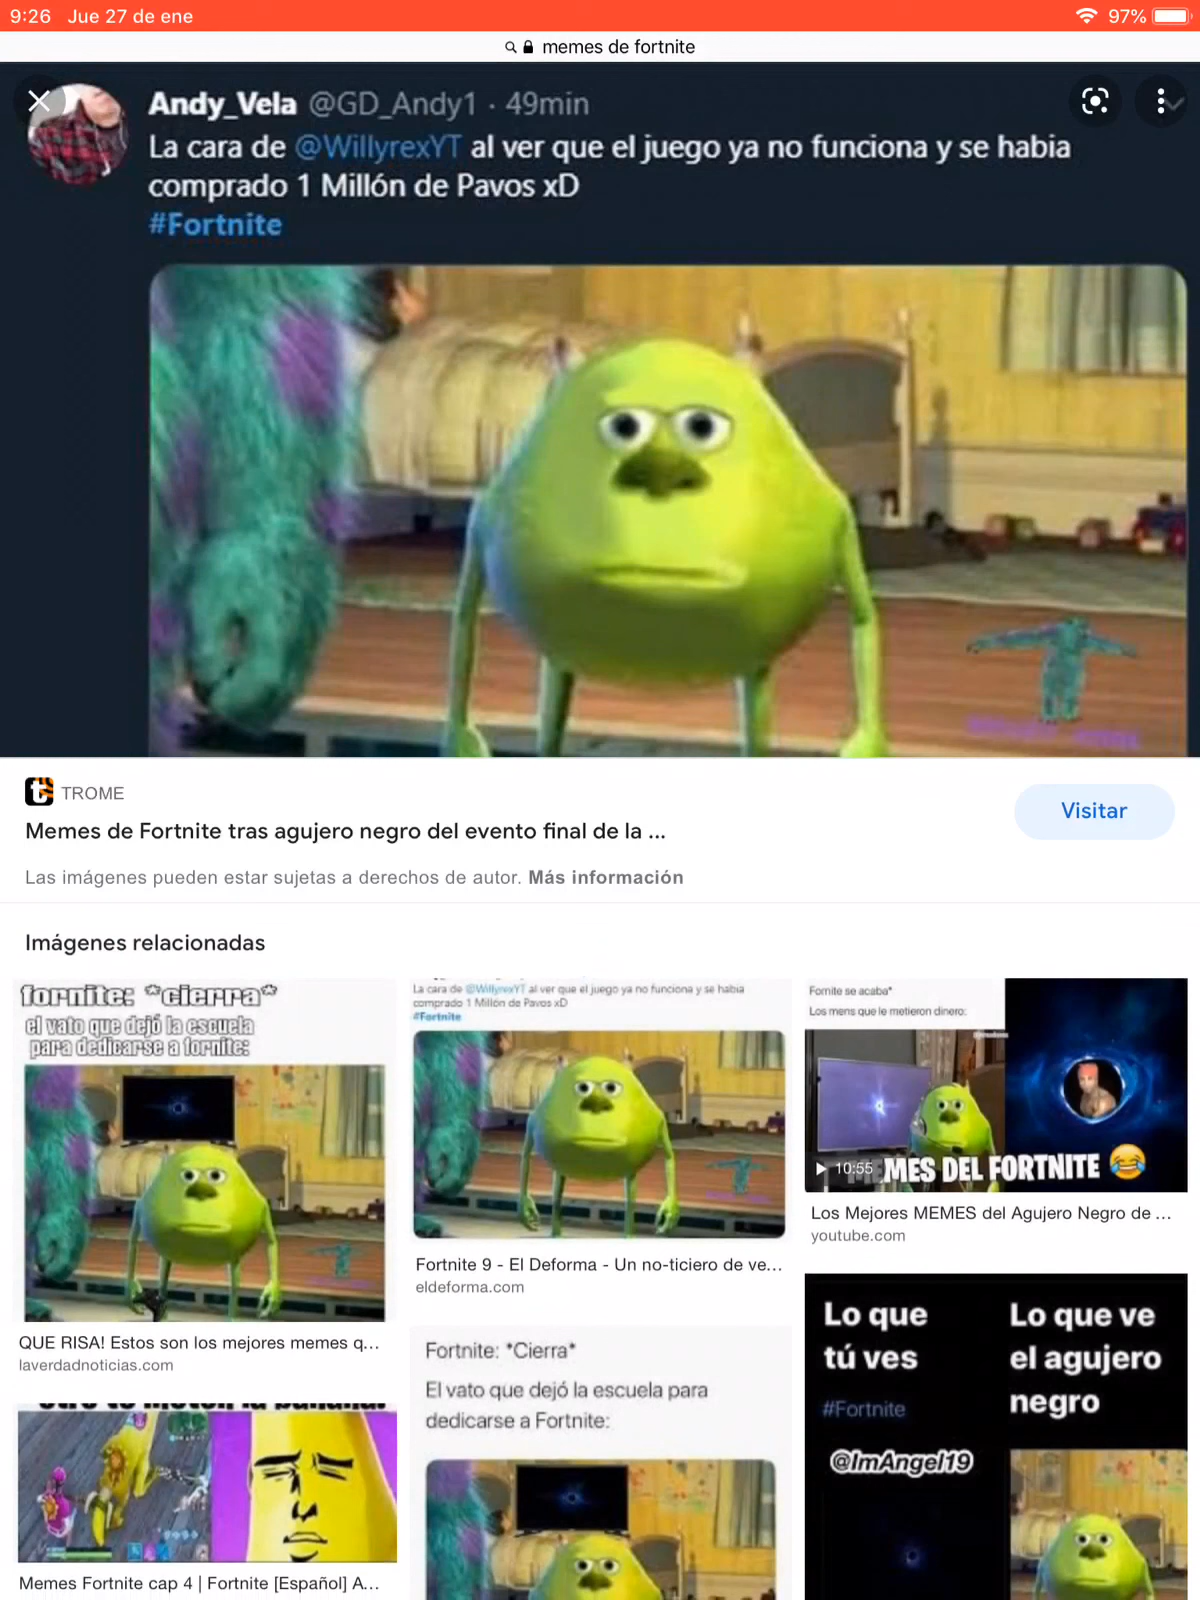 9:26 Jue 27 de ene
97%
memes de fortnite
Andy_Vela @GD_Andy1 · 49min
La cara de @WillyrexYT al ver que el juego ya no funciona y se habia
comprado 1 Millón de Pavos xD
#Fortnite
TROME
Memes de Fortnite tras agujero negro del evento final de la ...
Visitar
Las imágenes pueden estar sujetas a derechos de autor. Más información
Imágenes relacionadas
fornite: *cierra*
el vato que dejó la escuela
para dedicarse a fornite:
QUE RISA! Estos son los mejores memes q...
laverdadnoticias.com
Memes Fortnite cap 4 | Fortnite [Español] A...
La cara de @WillyrexYT al ver que el juego ya no funciona y se habia
comprado 1 Millón de Pavos xD
#Fortnite
Fortnite 9 - El Deforma - Un no-ticiero de ve...
eldeforma.com
Fortnite: *Cierra*
El vato que dejó la escuela para
dedicarse a Fortnite:
Fornite se acaba*
Los mens que le metieron dinero:
10:55
MES DEL FORTNITE
Los Mejores MEMES del Agujero Negro de ...
youtube.com
Lo que
tú ves
#Fortnite
@ImAngel19
Lo que ve
el agujero
negro